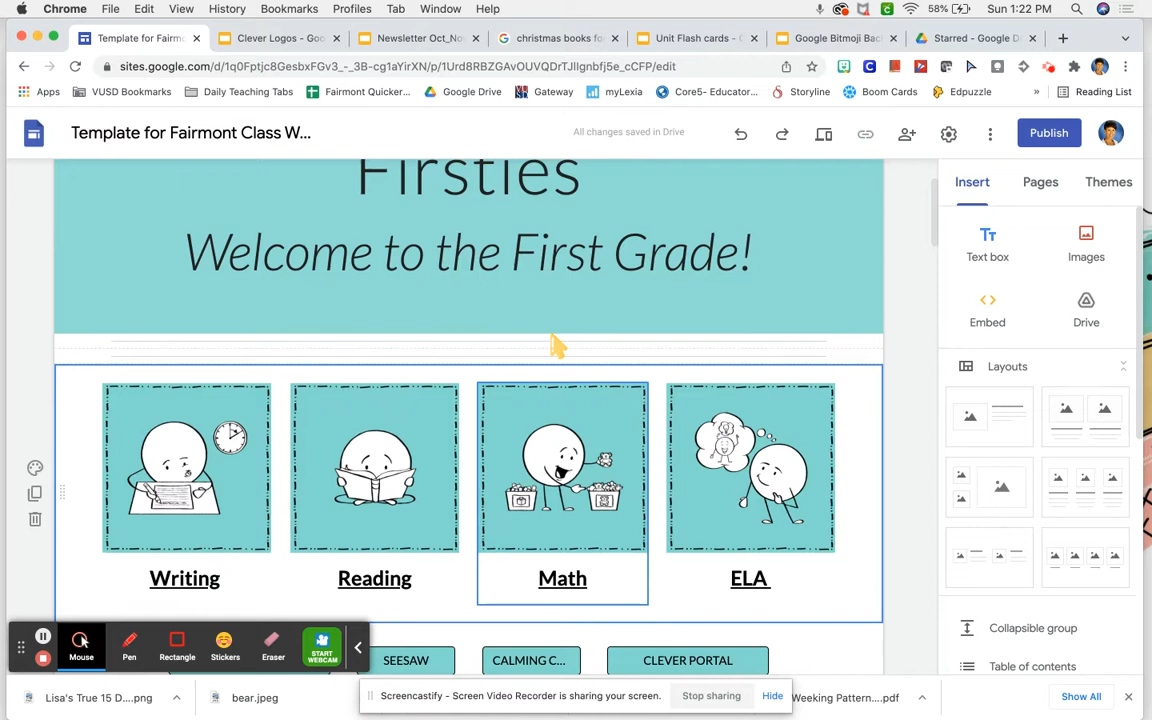 Chrome File Edit View History Bookmarks Profiles Tab Window Help 58% Sun 1:22 PM
Template for Fairmo Clever Logos - Goo Newsletter Oct_Nov christmas books fo Unit Flash cards - G Google Bitmoji Bac Starred - Google D
sites.google.com/d/1q0Fptjc8GesbxFGv3_-_3B-cg1aYirXN/p/1Urd8RBZGAvOUVQDrTJIlgnbfj5e_cCFP/edit
Apps VUSD Bookmarks Daily Teaching Tabs Fairmont Quicker... Google Drive Gateway myLexia Core5- Educator... Storyline Boom Cards Edpuzzle » Reading List
Template for Fairmont Class W... All changes saved in Drive Publish
Firsties
Welcome to the First Grade!
Insert Pages Themes
Text box Images
Embed Drive
Layouts
Writing Reading Math ELA
Collapsible group
Table of contents
SEESAW CALMING C... CLEVER PORTAL
Mouse Pen Rectangle Stickers Eraser START WEBCAM
Lisa's True 15 D....png bear.jpeg Screencastify - Screen Video Recorder is sharing your screen. Stop sharing Hide Weeking Pattern....pdf Show All